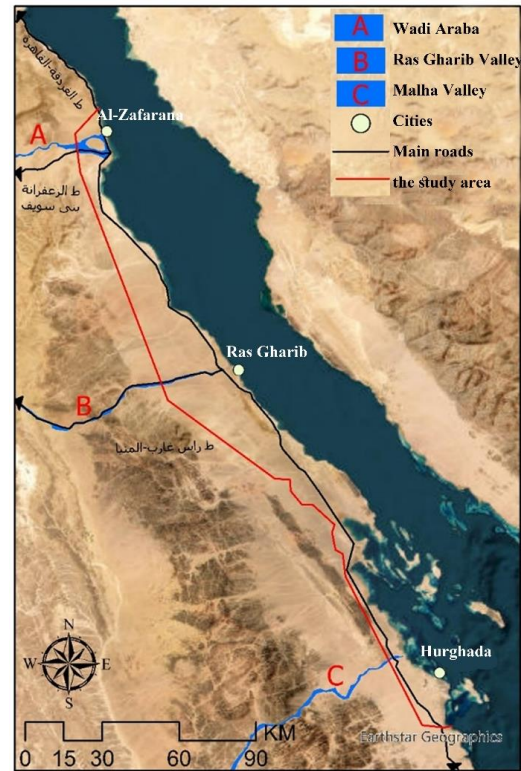 A Wadi Araba
B Ras Gharib Valley
C Malha Valley
Cities
Main roads
the study area
ط الغردقة-القاهرة
Al-Zafarana
A
ط الزعفرانة
بنى سويف
Ras Gharib
B
ط راس غارب-المنيا
N
W E
S
C
Hurghada
KM
Earthstar Geographics
0 15 30 60 90